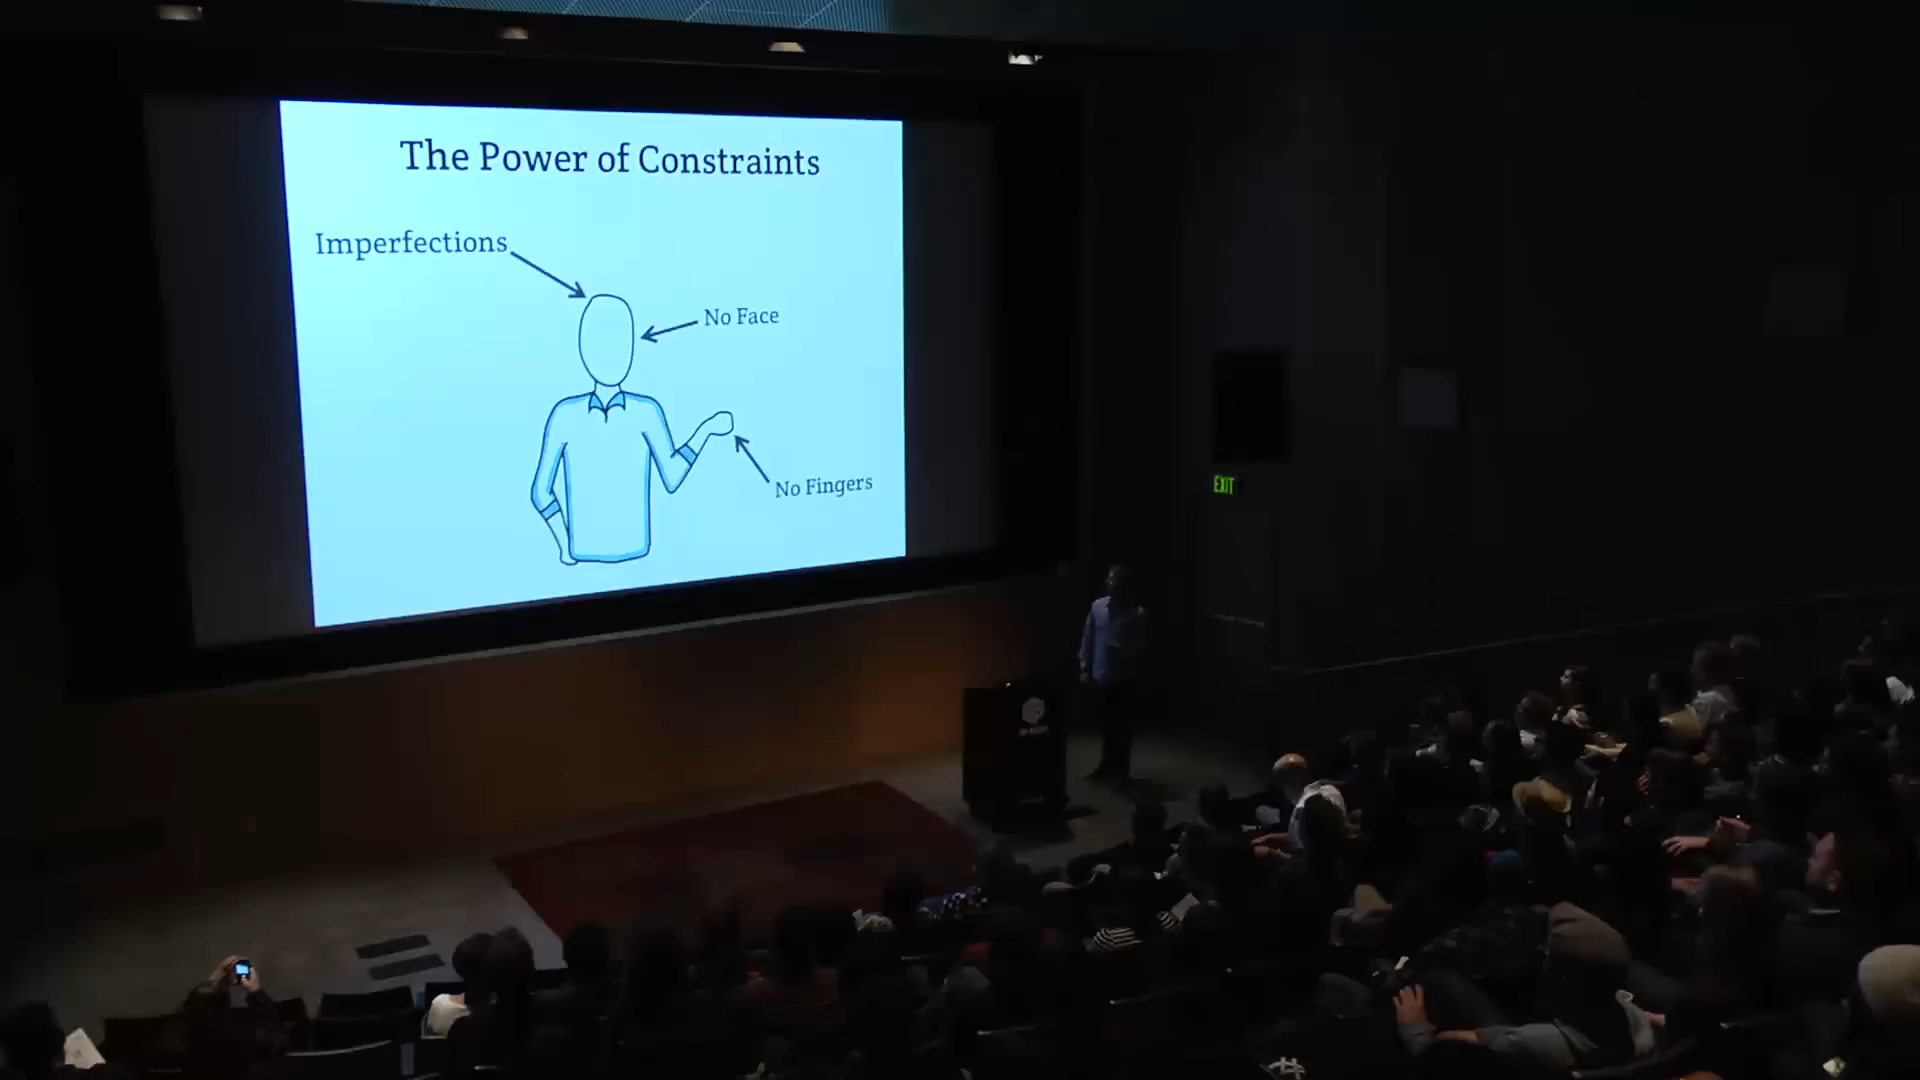 The Power of Constraints
Imperfections
No Face
No Fingers
EXIT